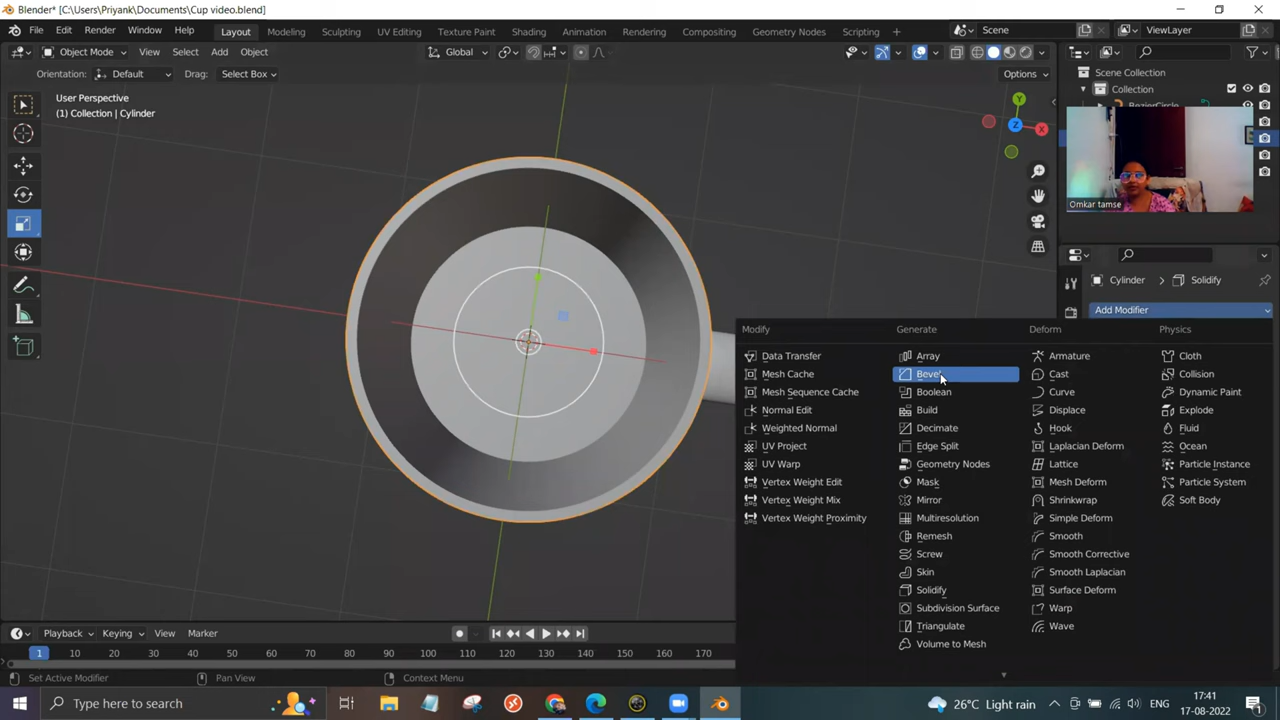 Blender* [C:\Users\Priyank\Documents\Cup video.blend]
File Edit Render Window Help Layout Modeling Sculpting UV Editing Texture Paint Shading Animation Rendering Compositing Geometry Nodes Scripting + Scene ViewLayer
Object Mode View Select Add Object Global
Orientation: Default Drag: Select Box Options
Scene Collection
Collection
BezierCircle
User Perspective
(1) Collection | Cylinder
Y
Z X
Omkar tamse
Cylinder > Solidify
Add Modifier
Modify Generate Deform Physics
Data Transfer Array Armature Cloth
Mesh Cache Bevel Cast Collision
Mesh Sequence Cache Boolean Curve Dynamic Paint
Normal Edit Build Displace Explode
Weighted Normal Decimate Hook Fluid
UV Project Edge Split Laplacian Deform Ocean
UV Warp Geometry Nodes Lattice Particle Instance
Vertex Weight Edit Mask Mesh Deform Particle System
Vertex Weight Mix Mirror Shrinkwrap Soft Body
Vertex Weight Proximity Multiresolution Simple Deform
Remesh Smooth
Screw Smooth Corrective
Skin Smooth Laplacian
Solidify Surface Deform
Subdivision Surface Warp
Triangulate Wave
Volume to Mesh
Playback Keying View Marker
1 10 20 30 40 50 60 70 80 90 100 110 120 130 140 150 160 170
Set Active Modifier Pan View Context Menu
Type here to search 26°C Light rain ENG 17:41
17-08-2022 1